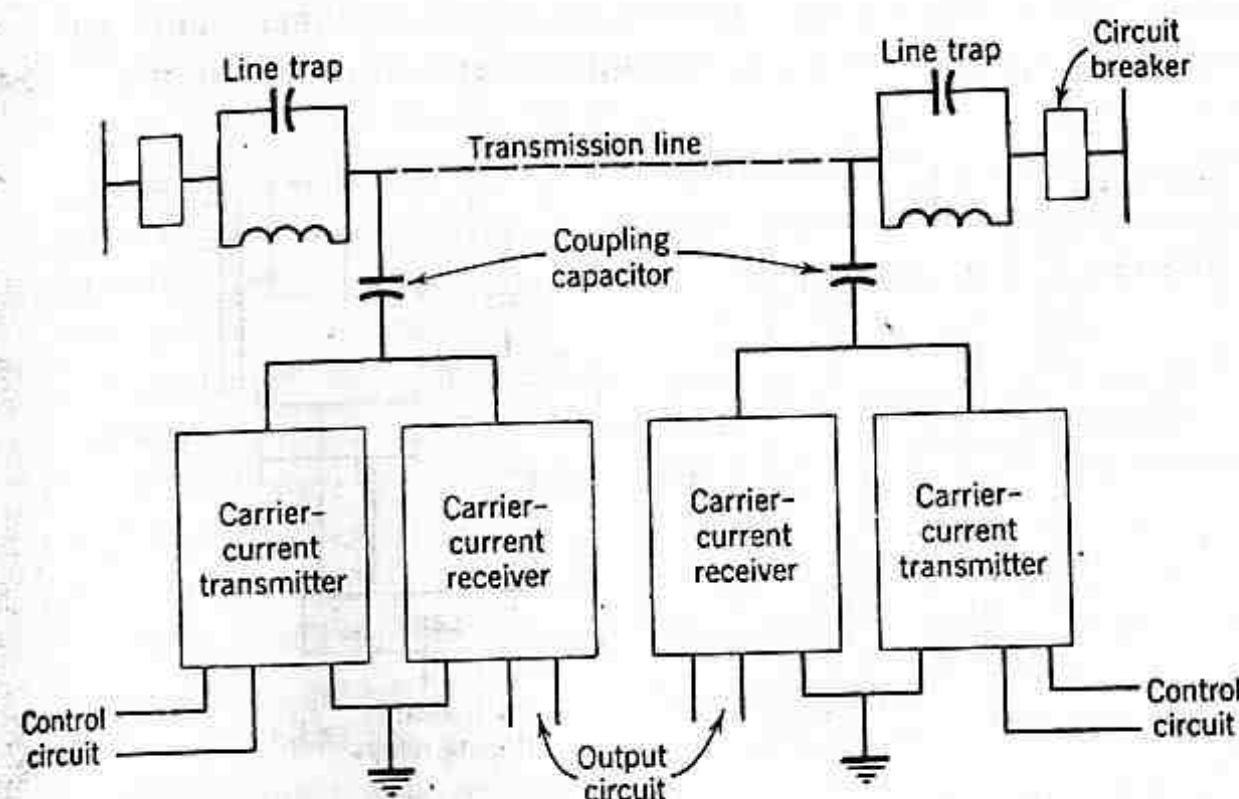 Line trap
Line trap
Circuit
breaker
Transmission line
Coupling
capacitor
Carrier-
current
transmitter
Carrier-
current
receiver
Carrier-
current
receiver
Carrier-
current
transmitter
Control
circuit
Output
circuit
Control
circuit